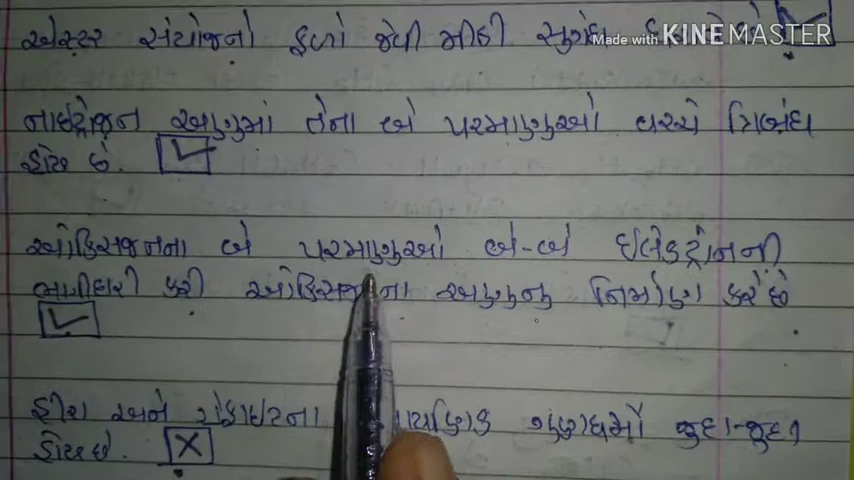 એસ્ટર સંયોજનો ફળો જેવી મીઠી સુગંધ
Made with KINEMASTER
નાઇટ્રોજન અણુમાં તેના બે પરમાણુઓ વચ્ચે ત્રિબંધ
હોય છે.
ઓક્સિજનના બે પરમાણુઓ બે-બે ઇલેક્ટ્રોનની
ભાગીદારી કરી ઓક્સિજનના અણુનુ નિર્માણ કરે છે
હીરા અને ગ્રેફાઇટના ગુણધર્મો જુદા-જુદા
હોય છે.